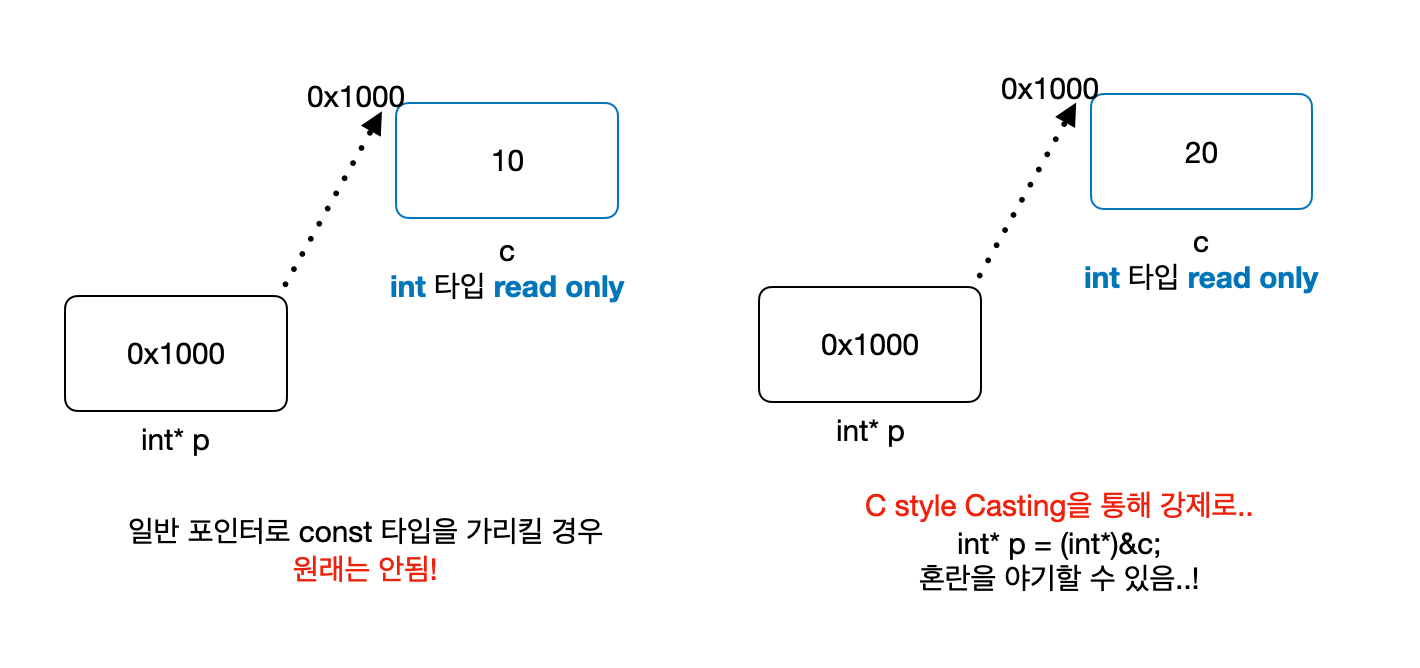 0x1000
10
c
int 타입 read only
0x1000
int* p
일반 포인터로 const 타입을 가리킬 경우
원래는 안됨!
0x1000
20
c
int 타입 read only
0x1000
int* p
C style Casting을 통해 강제로..
int* p = (int*)&c;
혼란을 야기할 수 있음..!